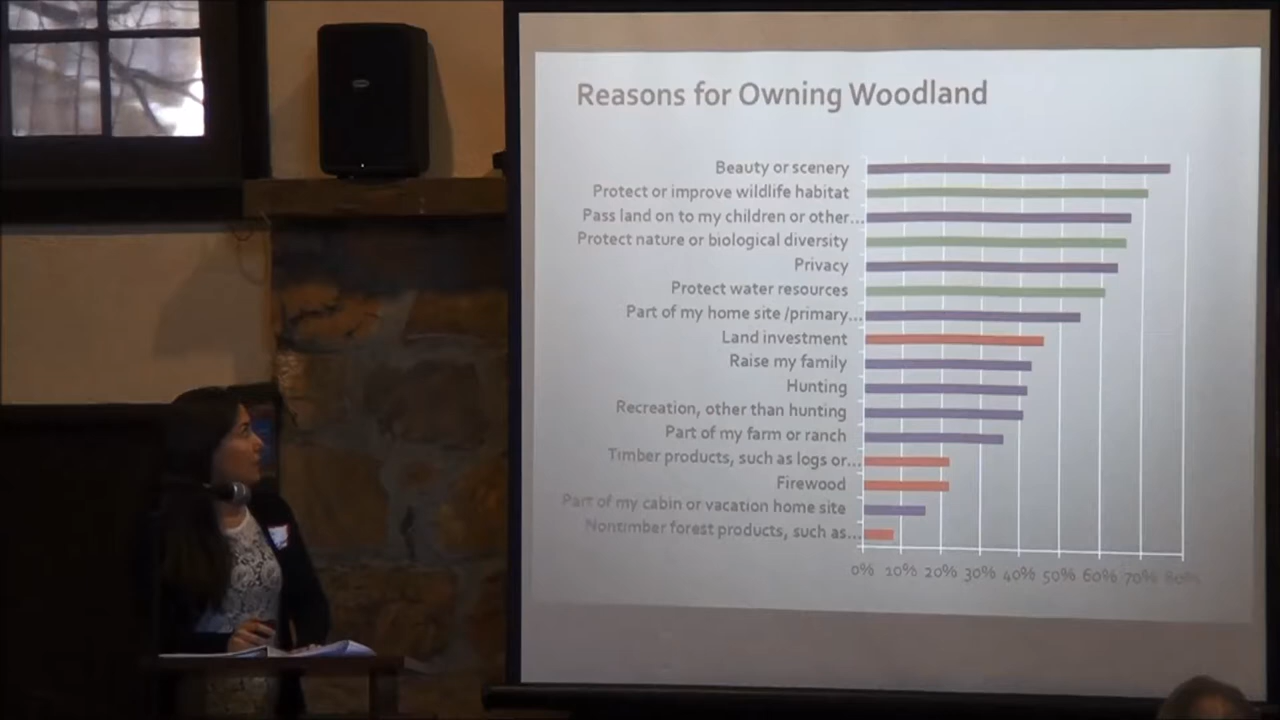 Reasons for Owning Woodland
Beauty or scenery
Protect or improve wildlife habitat
Pass land on to my children or other...
Protect nature or biological diversity
Privacy
Protect water resources
Part of my home site /primary...
Land investment
Raise my family
Hunting
Recreation, other than hunting
Part of my farm or ranch
Timber products, such as logs or...
Firewood
Part of my cabin or vacation home site
Nontimber forest products, such as...
0% 10% 20% 30% 40% 50% 60% 70% 80%